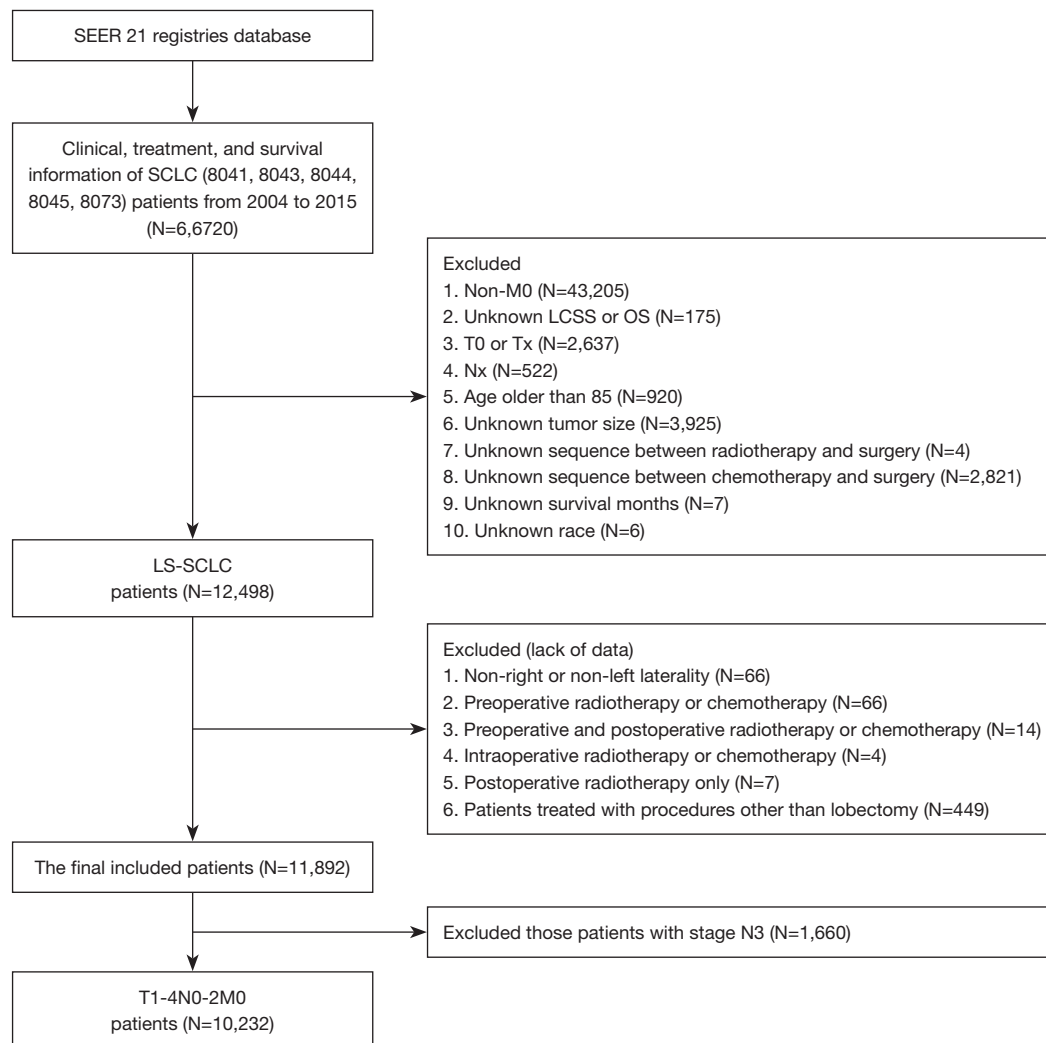 SEER 21 registries database
Clinical, treatment, and survival
information of SCLC (8041, 8043, 8044,
8045, 8073) patients from 2004 to 2015
(N=6,6720)
Excluded
1. Non-M0 (N=43,205)
2. Unknown LCSS or OS (N=175)
3. T0 or Tx (N=2,637)
4. Nx (N=522)
5. Age older than 85 (N=920)
6. Unknown tumor size (N=3,925)
7. Unknown sequence between radiotherapy and surgery (N=4)
8. Unknown sequence between chemotherapy and surgery (N=2,821)
9. Unknown survival months (N=7)
10. Unknown race (N=6)
LS-SCLC
patients (N=12,498)
Excluded (lack of data)
1. Non-right or non-left laterality (N=66)
2. Preoperative radiotherapy or chemotherapy (N=66)
3. Preoperative and postoperative radiotherapy or chemotherapy (N=14)
4. Intraoperative radiotherapy or chemotherapy (N=4)
5. Postoperative radiotherapy only (N=7)
6. Patients treated with procedures other than lobectomy (N=449)
The final included patients (N=11,892)
Excluded those patients with stage N3 (N=1,660)
T1-4N0-2M0
patients (N=10,232)